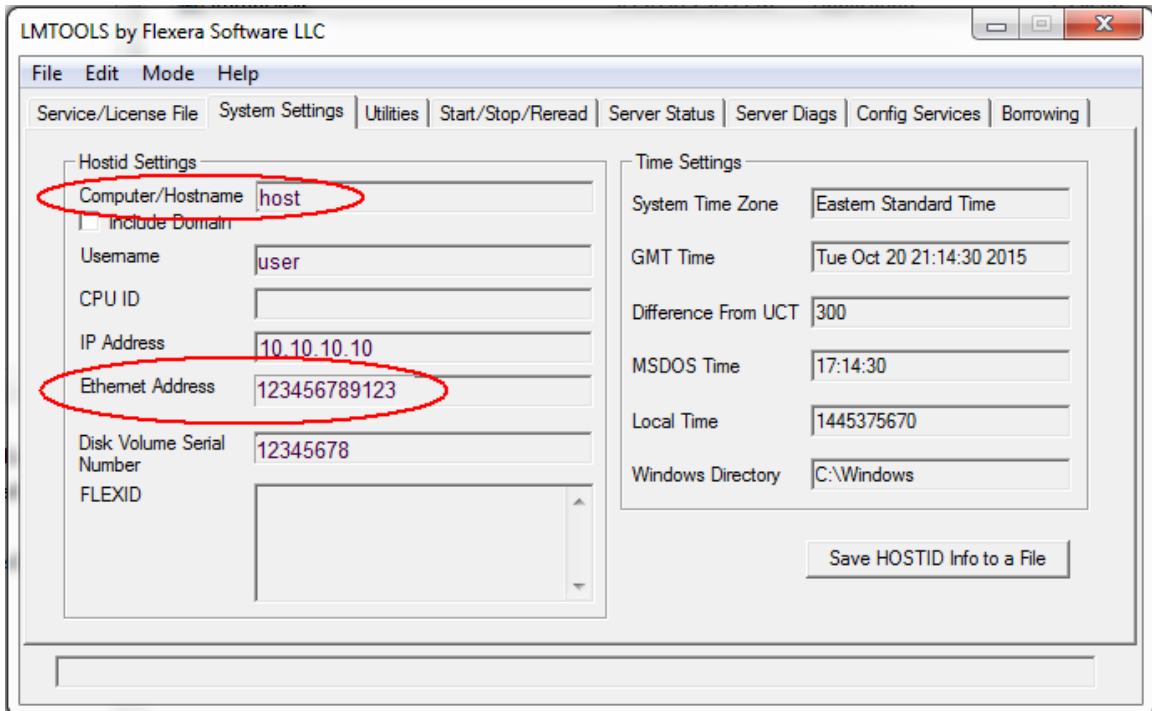 LMTOOLS by Flexera Software LLC
File Edit Mode Help
Service/License File System Settings Utilities Start/Stop/Reread Server Status Server Diags Config Services Borrowing
Hostid Settings
Computer/Hostname host
Include Domain
Username user
CPU ID
IP Address 10.10.10.10
Ethernet Address 123456789123
Disk Volume Serial
Number 12345678
FLEXID
Time Settings
System Time Zone Eastern Standard Time
GMT Time Tue Oct 20 21:14:30 2015
Difference From UCT 300
MSDOS Time 17:14:30
Local Time 1445375670
Windows Directory C:\Windows
Save HOSTID Info to a File